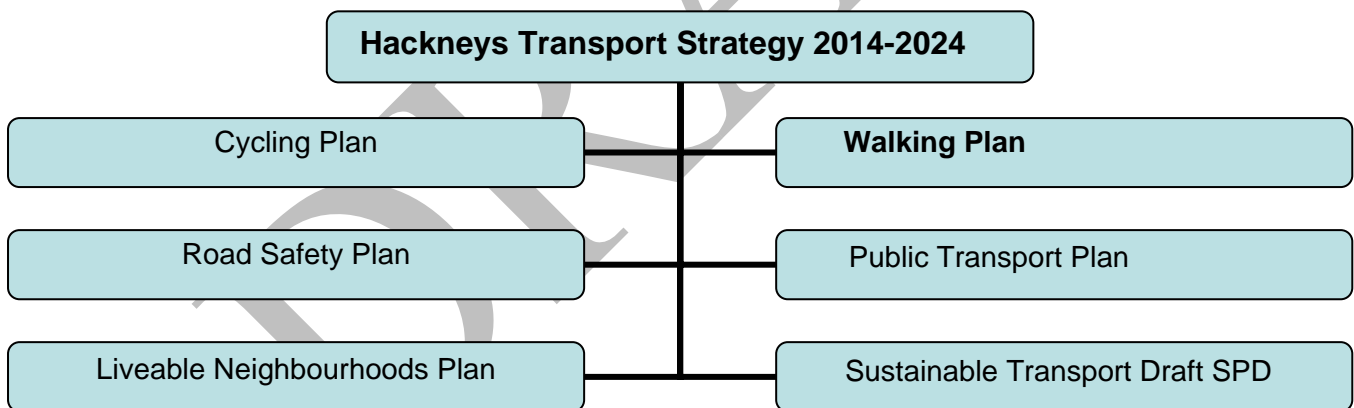 Hackneys Transport Strategy 2014-2024
Cycling Plan
Walking Plan
Road Safety Plan
Public Transport Plan
Liveable Neighbourhoods Plan
Sustainable Transport Draft SPD